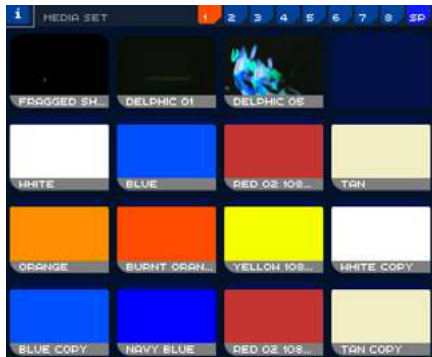 i MEDIA SET 1 2 3 4 5 6 7 8 SP
FRAGGED SH... DELPHIC 01 DELPHIC 05
WHITE BLUE RED 02 108... TAN
ORANGE BURNT ORAN... YELLOW 108... WHITE COPY
BLUE COPY NAVY BLUE RED 02 108... TAN COPY